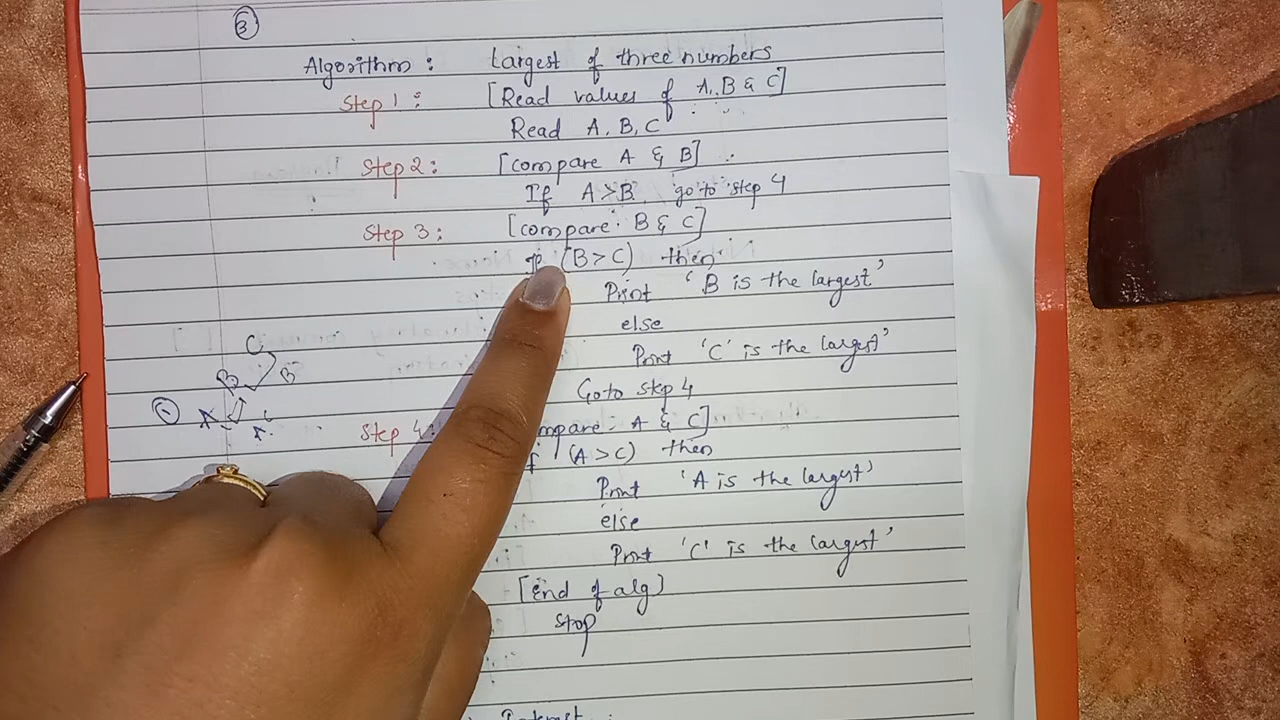 3
Algorithm: Largest of three numbers
Step 1: [Read values of A, B & C]
Read A, B, C
Step 2: [compare A & B]
If A>B go to step 4
Step 3: [compare B & C]
If (B>C) then
Print 'B is the largest'
else
Print 'C' is the largest'
Goto step 4
Step 4: mpare A & C]
f (A>C) then
Print 'A is the largest'
else
Print 'C' is the largest'
[End of alg]
Stop
C
B B
A